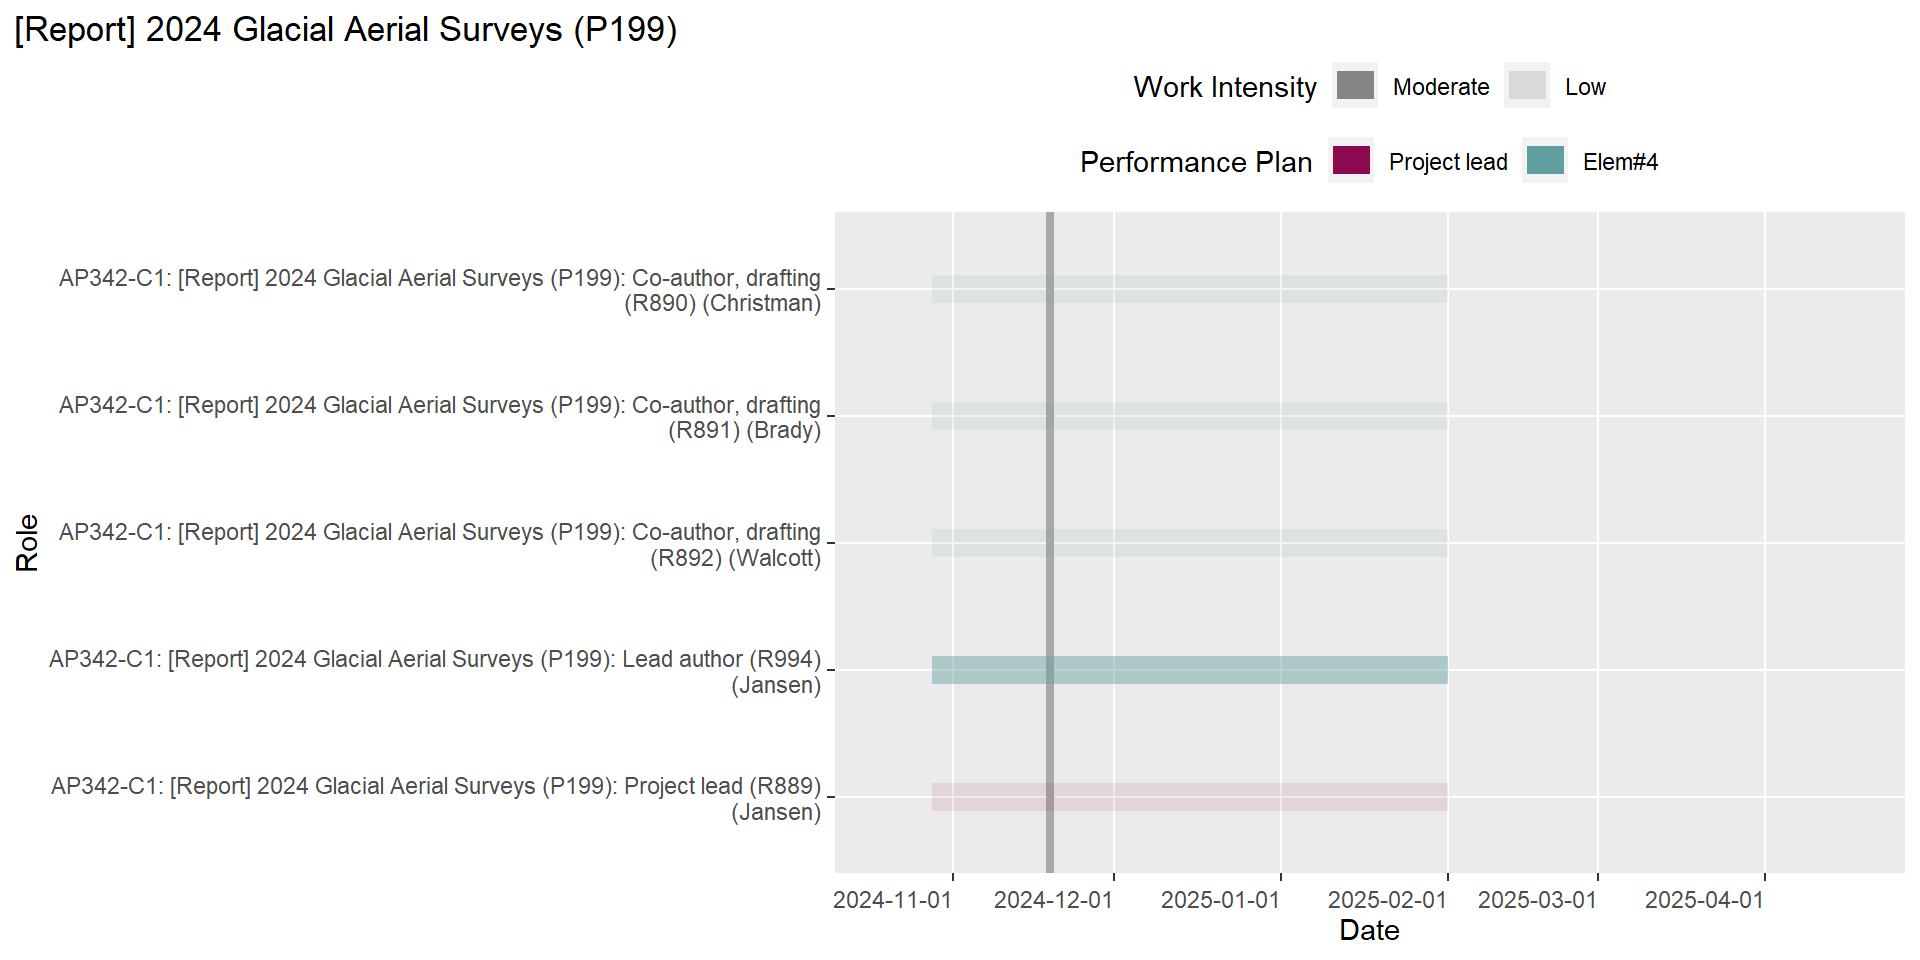 [Report] 2024 Glacial Aerial Surveys (P199)
Work Intensity Moderate Low
Performance Plan Project lead Elem#4
AP342-C1: [Report] 2024 Glacial Aerial Surveys (P199): Co-author, drafting
(R890) (Christman)
AP342-C1: [Report] 2024 Glacial Aerial Surveys (P199): Co-author, drafting
(R891) (Brady)
AP342-C1: [Report] 2024 Glacial Aerial Surveys (P199): Co-author, drafting
(R892) (Walcott)
AP342-C1: [Report] 2024 Glacial Aerial Surveys (P199): Lead author (R994)
(Jansen)
AP342-C1: [Report] 2024 Glacial Aerial Surveys (P199): Project lead (R889)
(Jansen)
Role
2024-11-01 2024-12-01 2025-01-01 2025-02-01 2025-03-01 2025-04-01
Date